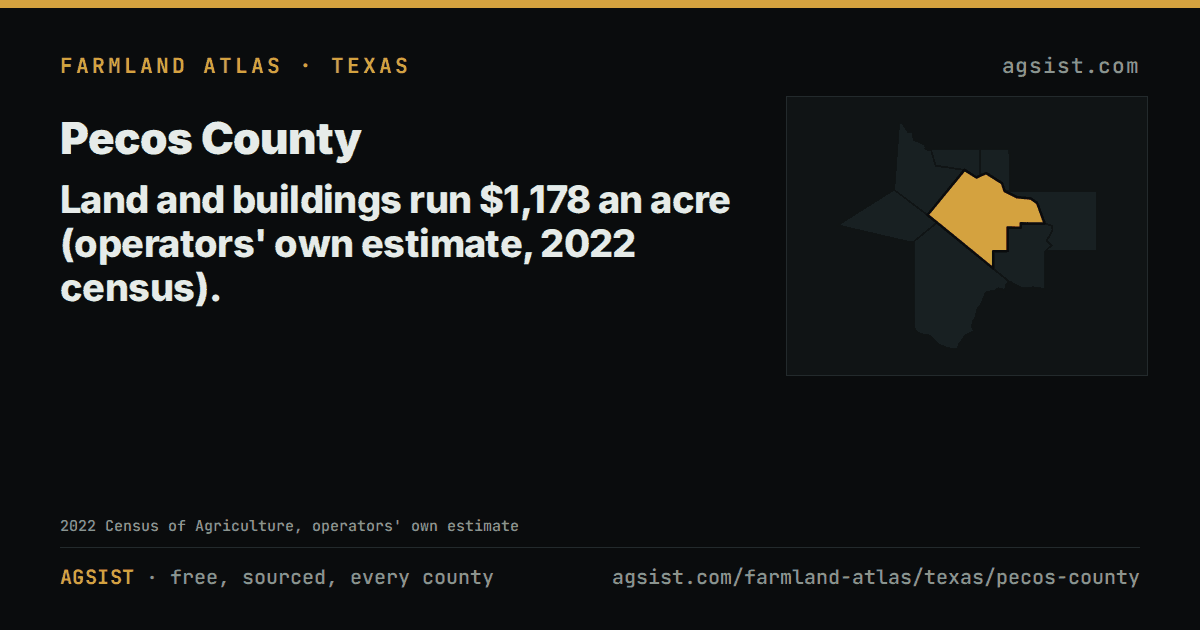 FARMLAND ATLAS · TEXAS
agsist.com
Pecos County
Land and buildings run $1,178 an acre
(operators' own estimate, 2022
census).
2022 Census of Agriculture, operators' own estimate
AGSIST · free, sourced, every county
agsist.com/farmland-atlas/texas/pecos-county